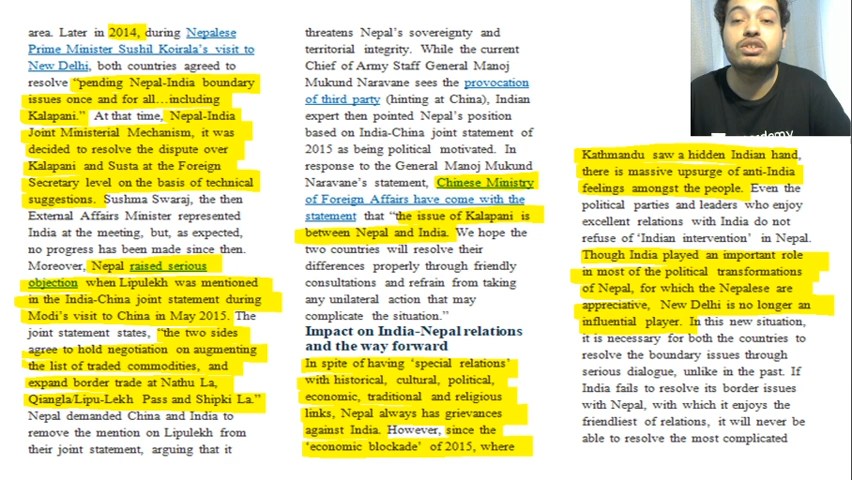 area. Later in 2014, during Nepalese
Prime Minister Sushil Koirala's visit to
New Delhi, both countries agreed to
resolve “pending Nepal-India boundary
issues once and for all…including
Kalapani.” At that time, Nepal-India
Joint Ministerial Mechanism, it was
decided to resolve the dispute over
Kalapani and Susta at the Foreign
Secretary level on the basis of technical
suggestions. Sushma Swaraj, the then
External Affairs Minister represented
India at the meeting, but, as expected,
no progress has been made since then.
Moreover, Nepal raised serious
objection when Lipulekh was mentioned
in the India-China joint statement during
Modi's visit to China in May 2015. The
joint statement states, “the two sides
agree to hold negotiation on augmenting
the list of traded commodities, and
expand border trade at Nathu La,
Qiangla/Lipu-Lekh Pass and Shipki La.”
Nepal demanded China and India to
remove the mention on Lipulekh from
their joint statement, arguing that it
threatens Nepal's sovereignty and
territorial integrity. While the current
Chief of Army Staff General Manoj
Mukund Naravane sees the provocation
of third party (hinting at China), Indian
expert then pointed Nepal's position
based on India-China joint statement of
2015 as being political motivated. In
response to the General Manoj Mukund
Naravane's statement, Chinese Ministry
of Foreign Affairs have come with the
statement that “the issue of Kalapani is
between Nepal and India. We hope the
two countries will resolve their
differences properly through friendly
consultations and refrain from taking
any unilateral action that may
complicate the situation.”
Impact on India-Nepal relations
and the way forward
In spite of having ‘special relations’
with historical, cultural, political,
economic, traditional and religious
links, Nepal always has grievances
against India. However, since the
‘economic blockade’ of 2015, where
Kathmandu saw a hidden Indian hand,
there is massive upsurge of anti-India
feelings amongst the people. Even the
political parties and leaders who enjoy
excellent relations with India do not
refuse of ‘Indian intervention’ in Nepal.
Though India played an important role
in most of the political transformations
of Nepal, for which the Nepalese are
appreciative, New Delhi is no longer an
influential player. In this new situation,
it is necessary for both the countries to
resolve the boundary issues through
serious dialogue, unlike in the past. If
India fails to resolve its border issues
with Nepal, with which it enjoys the
friendliest of relations, it will never be
able to resolve the most complicated